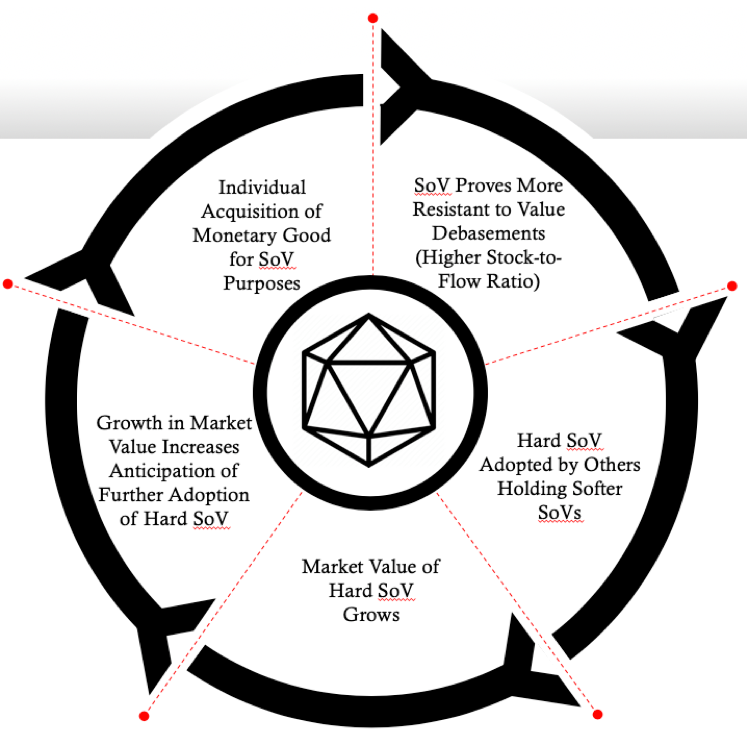 Individual
Acquisition of
Monetary Good
for SoV
Purposes
SoV Proves More
Resistant to Value
Debasements
(Higher Stock-to-
Flow Ratio)
Hard SoV
Adopted by Others
Holding Softer
SoVs
Market Value of
Hard SoV
Grows
Growth in Market
Value Increases
Anticipation of
Further Adoption
of Hard SoV